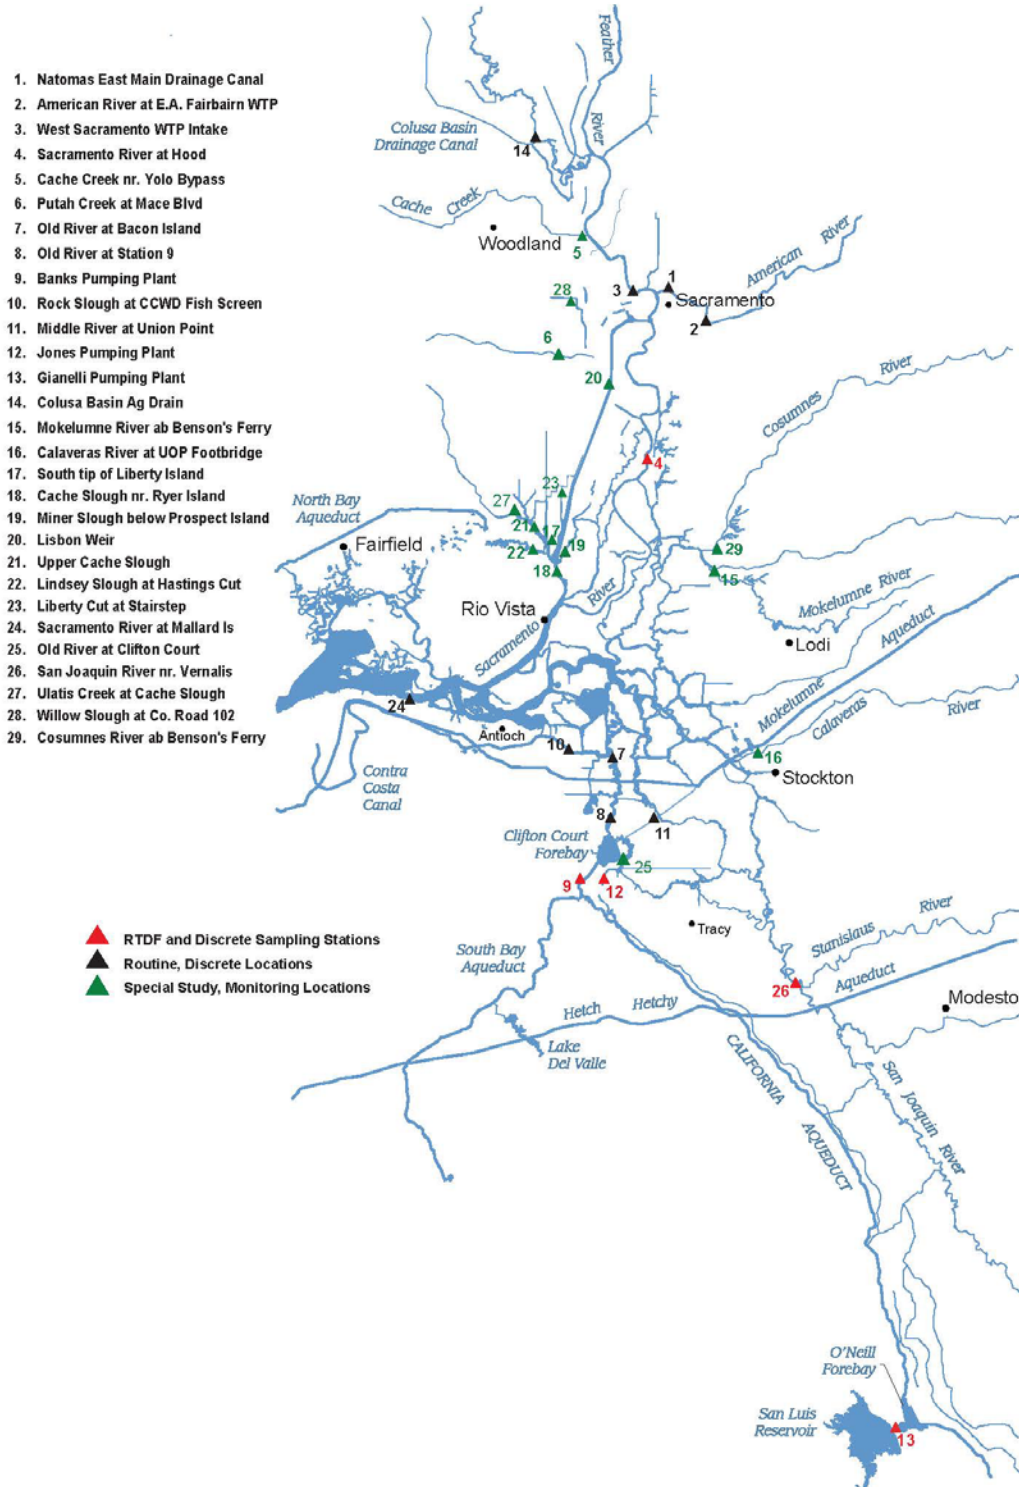 1. Natomas East Main Drainage Canal
2. American River at E.A. Fairbairn WTP
3. West Sacramento WTP Intake
4. Sacramento River at Hood
5. Cache Creek nr. Yolo Bypass
6. Putah Creek at Mace Blvd
7. Old River at Bacon Island
8. Old River at Station 9
9. Banks Pumping Plant
10. Rock Slough at CCWD Fish Screen
11. Middle River at Union Point
12. Jones Pumping Plant
13. Gianelli Pumping Plant
14. Colusa Basin Ag Drain
15. Mokelumne River ab Benson's Ferry
16. Calaveras River at UOP Footbridge
17. South tip of Liberty Island
18. Cache Slough nr. Ryer Island
19. Miner Slough below Prospect Island
20. Lisbon Weir
21. Upper Cache Slough
22. Lindsey Slough at Hastings Cut
23. Liberty Cut at Stairstep
24. Sacramento River at Mallard Is
25. Old River at Clifton Court
26. San Joaquin River nr. Vernalis
27. Ulatis Creek at Cache Slough
28. Willow Slough at Co. Road 102
29. Cosumnes River ab Benson's Ferry
RTDF and Discrete Sampling Stations
Routine, Discrete Locations
Special Study, Monitoring Locations
Feather
River
Colusa Basin
Drainage Canal
14
Cache Creek
Woodland
5
American River
1
3
Sacramento
2
28
6
20
Cosumnes River
4
23
27
North Bay
Aqueduct
21
17
Fairfield
22
19
29
18
15
River
Mokelumne River
Rio Vista
Sacramento
Lodi
Mokelumne Aqueduct
Calaveras River
24
Antioch
10
7
16
Stockton
Contra
Costa
Canal
8
11
Clifton Court
Forebay
25
9
12
Tracy
Stanislaus River
South Bay
Aqueduct
26
Hetch Hetchy Aqueduct
Modesto
Lake
Del Valle
CALIFORNIA AQUEDUCT
San Joaquin River
O'Neill
Forebay
San Luis
Reservoir
13